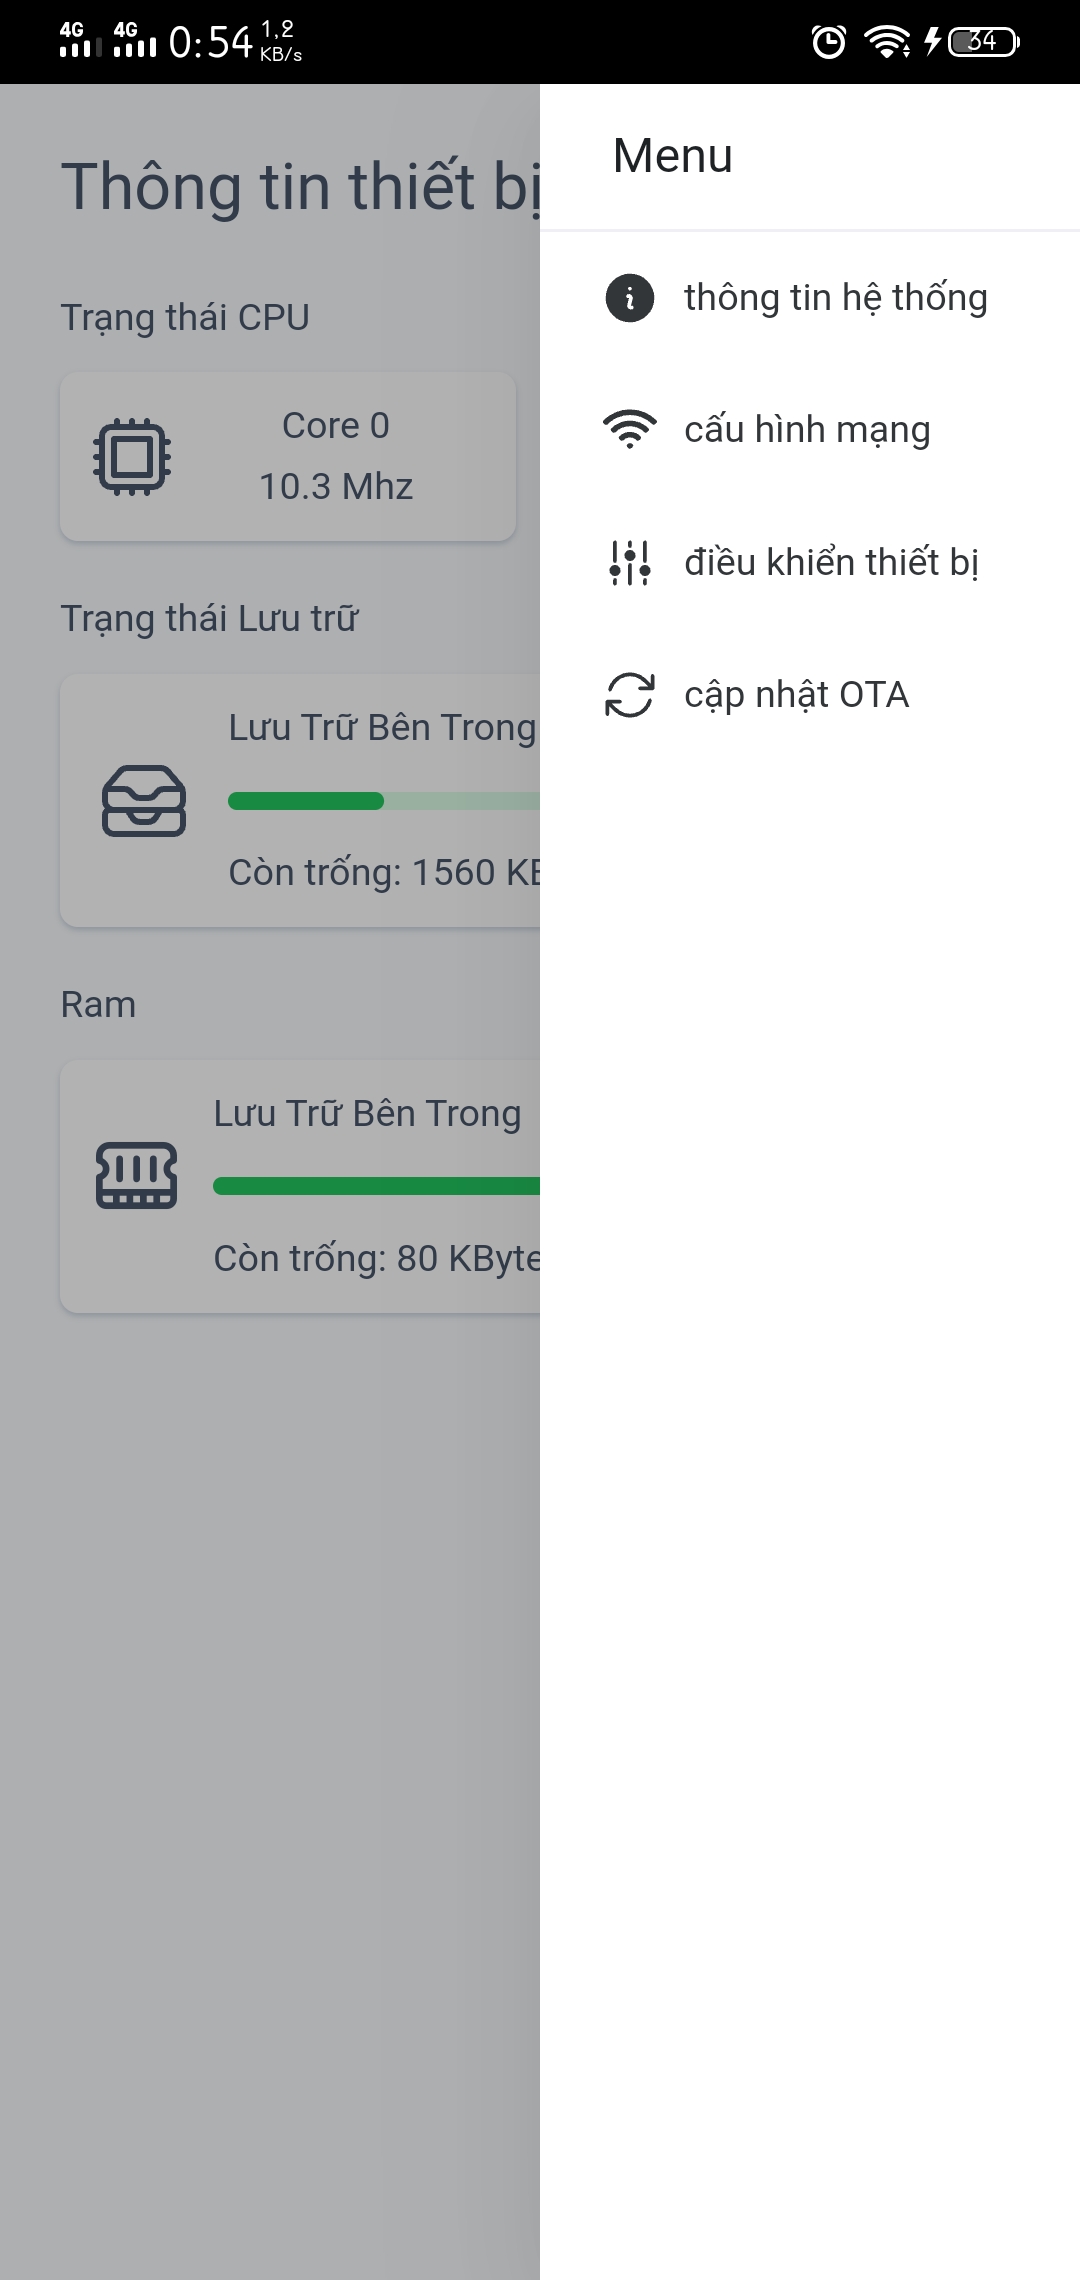 4G 4G 0:54 1,2 KB/s 34
Thông tin thiết bị
Trạng thái CPU
Core 0
10.3 Mhz
Trạng thái Lưu trữ
Lưu Trữ Bên Trong
Còn trống: 1560 KB
Ram
Lưu Trữ Bên Trong
Còn trống: 80 KByte
Menu
thông tin hệ thống
cấu hình mạng
điều khiển thiết bị
cập nhật OTA